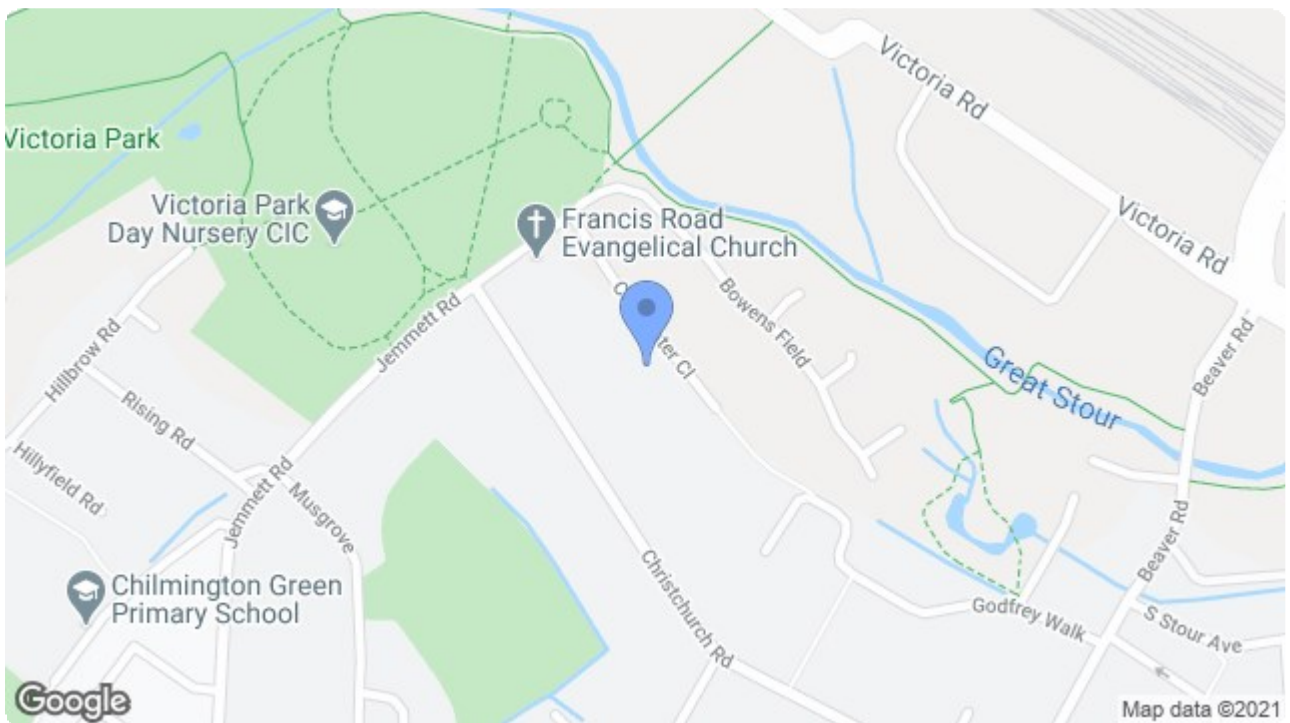 Victoria Rd
Victoria Park
Victoria Park
Day Nursery CIC
Francis Road
Evangelical Church
Victoria Rd
Bowens Field
ter Cl
Jemmett Rd
Great Stour
Beaver Rd
Hillbrow Rd
Rising Rd
Hillyfield Rd
Musgrove
Jemmett Rd
Beaver Rd
Chilmington Green
Primary School
Christchurch Rd
Godfrey Walk
S Stour Ave
Google
Map data ©2021